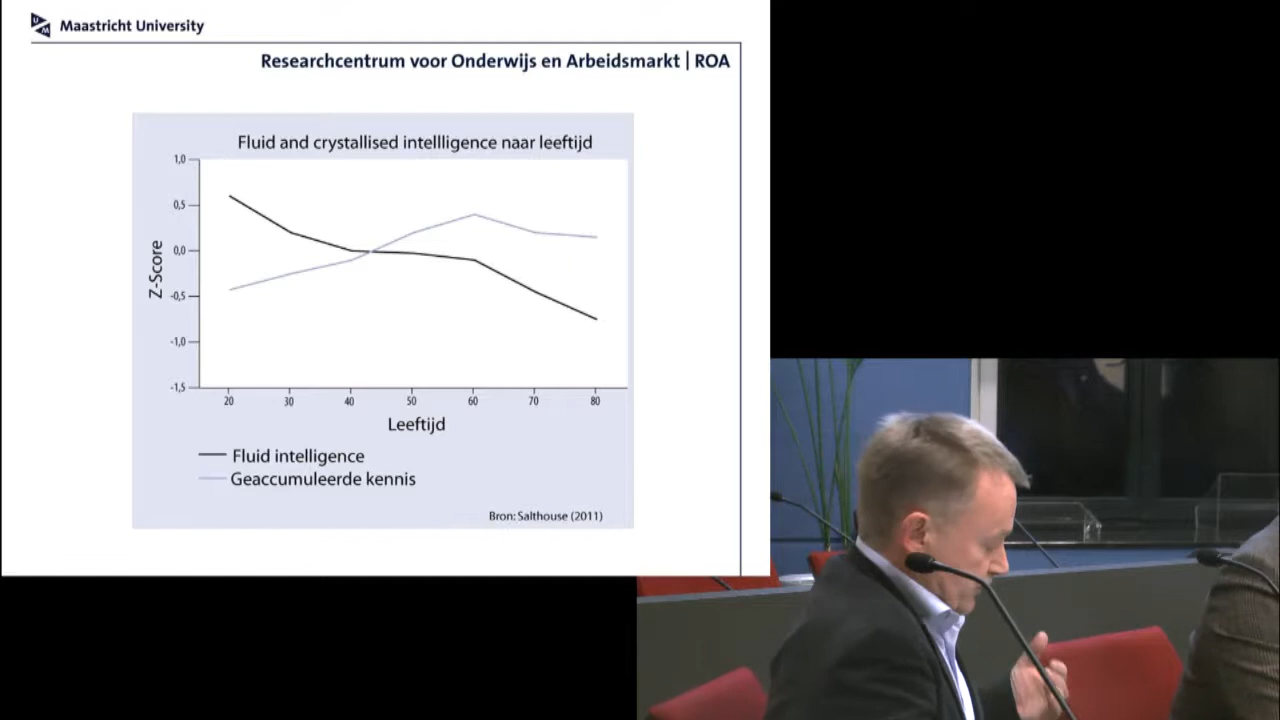 Maastricht University
Researchcentrum voor Onderwijs en Arbeidsmarkt | ROA
Fluid and crystallised intellligence naar leeftijd
1,0
0,5
0,0
-0,5
-1,0
-1,5
Z-Score
20 30 40 50 60 70 80
Leeftijd
Fluid intelligence
Geaccumuleerde kennis
Bron: Salthouse (2011)